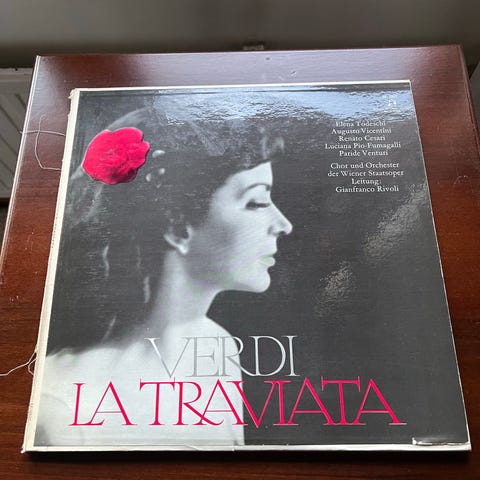 Elena Todeschi
Augusto Vicentini
Renato Cesari
Luciana Pio-Fumagalli
Paride Venturi
Chor und Orchester
der Wiener Staatsoper
Leitung:
Gianfranco Rivoli
VERDI
LA TRAVIATA